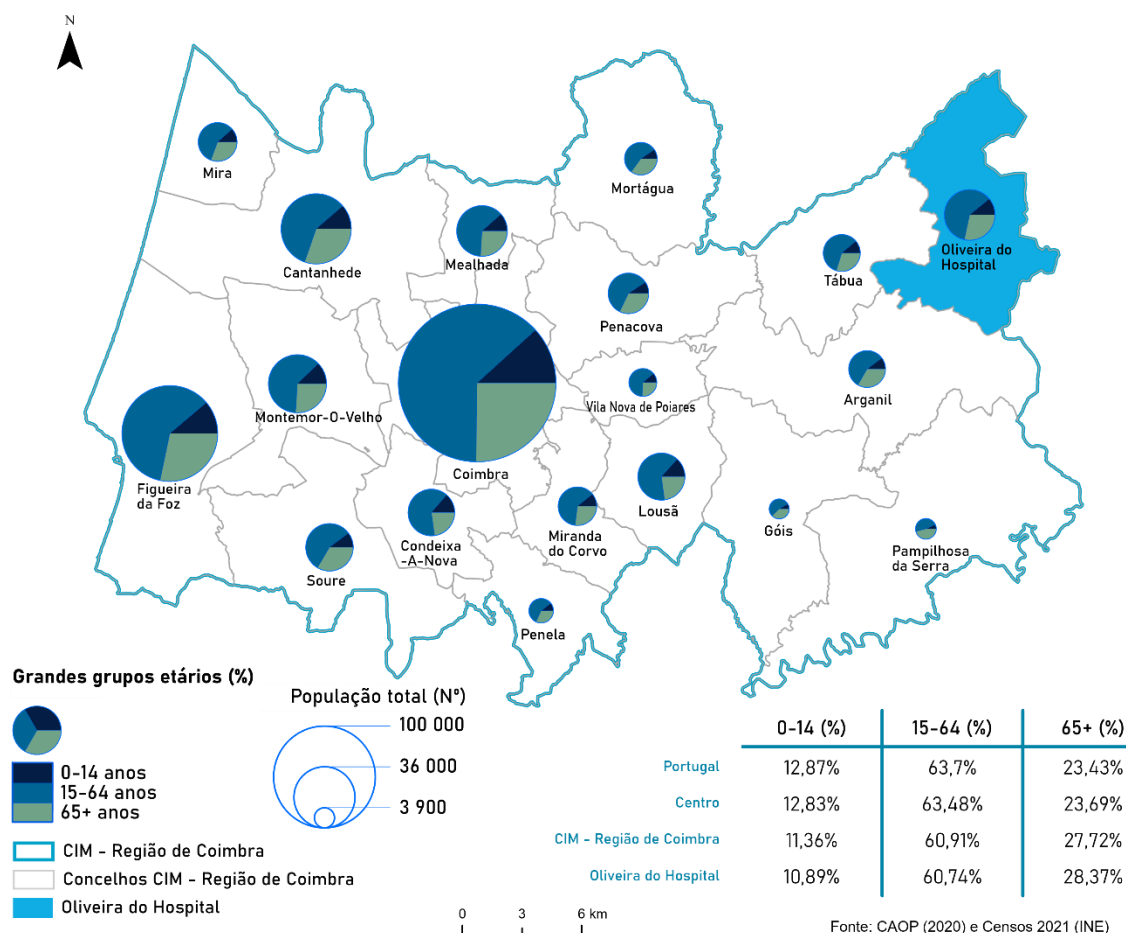 N
Mira
Cantanhede
Mealhada
Mortágua
Oliveira do
Hospital
Tábua
Penacova
Arganil
Vila Nova de Poiares
Montemor-O-Velho
Coimbra
Figueira
da Foz
Lousã
Condeixa
-A-Nova
Miranda
do Corvo
Góis
Pampilhosa
da Serra
Soure
Penela
Grandes grupos etários (%)
0-14 anos
15-64 anos
65+ anos
CIM - Região de Coimbra
Concelhos CIM - Região de Coimbra
Oliveira do Hospital
População total (Nº)
100 000
36 000
3 900
0 3 6 km
0-14 (%) 15-64 (%) 65+ (%)
Portugal 12,87% 63,7% 23,43%
Centro 12,83% 63,48% 23,69%
CIM - Região de Coimbra 11,36% 60,91% 27,72%
Oliveira do Hospital 10,89% 60,74% 28,37%
Fonte: CAOP (2020) e Censos 2021 (INE)